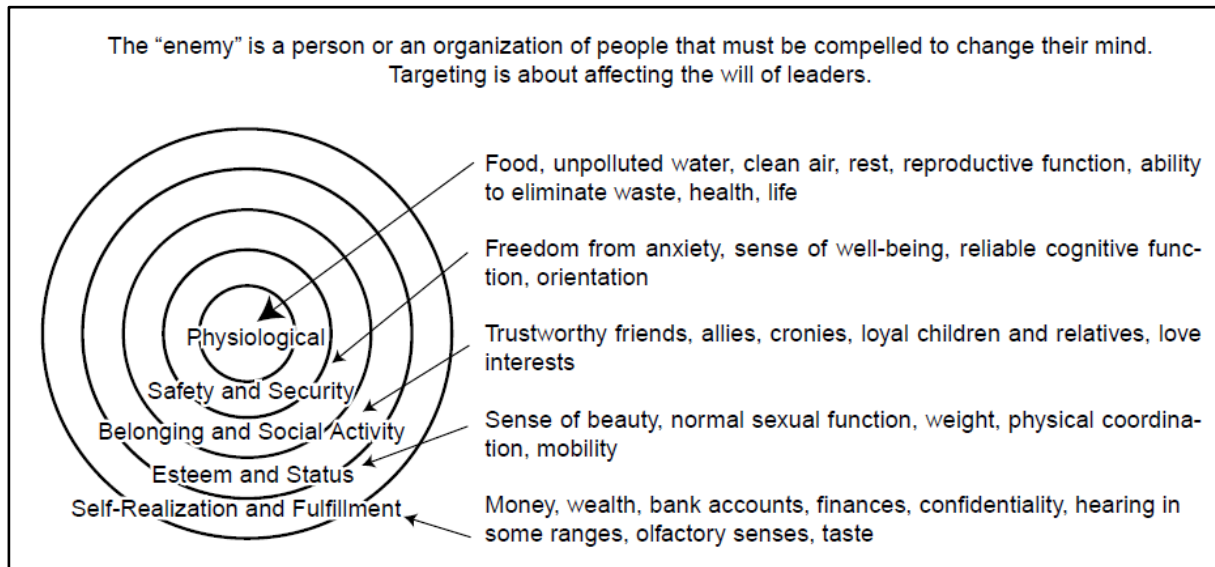 The “enemy” is a person or an organization of people that must be compelled to change their mind.
Targeting is about affecting the will of leaders.
Food, unpolluted water, clean air, rest, reproductive function, ability
to eliminate waste, health, life
Freedom from anxiety, sense of well-being, reliable cognitive func-
tion, orientation
Trustworthy friends, allies, cronies, loyal children and relatives, love
interests
Sense of beauty, normal sexual function, weight, physical coordina-
tion, mobility
Money, wealth, bank accounts, finances, confidentiality, hearing in
some ranges, olfactory senses, taste
Physiological
Safety and Security
Belonging and Social Activity
Esteem and Status
Self-Realization and Fulfillment